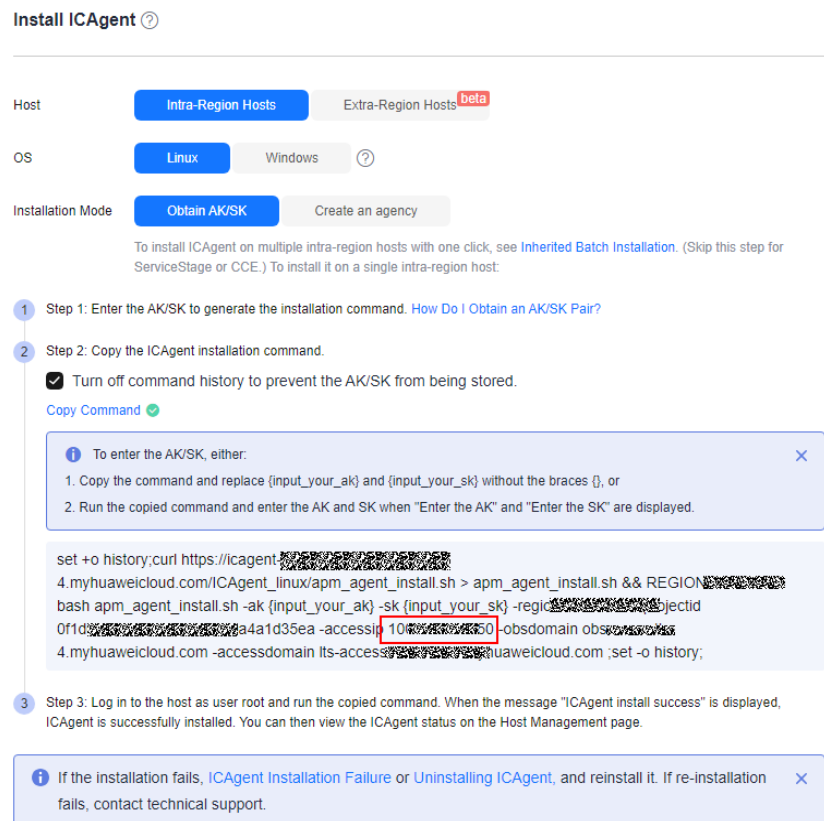 Install ICAgent ?
Host Intra-Region Hosts Extra-Region Hosts beta
OS Linux Windows ?
Installation Mode Obtain AK/SK Create an agency
To install ICAgent on multiple intra-region hosts with one click, see Inherited Batch Installation. (Skip this step for
ServiceStage or CCE.) To install it on a single intra-region host:
1 Step 1: Enter the AK/SK to generate the installation command. How Do I Obtain an AK/SK Pair?
2 Step 2: Copy the ICAgent installation command.
Turn off command history to prevent the AK/SK from being stored.
Copy Command
To enter the AK/SK, either:
1. Copy the command and replace {input_your_ak} and {input_your_sk} without the braces {}, or
2. Run the copied command and enter the AK and SK when "Enter the AK" and "Enter the SK" are displayed.
set +o history;curl https://icagent-
4.myhuaweicloud.com/ICAgent_linux/apm_agent_install.sh > apm_agent_install.sh && REGION
bash apm_agent_install.sh -ak {input_your_ak} -sk {input_your_sk} -regio bjectid
0f1d a4a1d35ea -accessip 10 50 -obsdomain obs
4.myhuaweicloud.com -accessdomain lts-access huaweicloud.com ;set -o history;
3 Step 3: Log in to the host as user root and run the copied command. When the message "ICAgent install success" is displayed,
ICAgent is successfully installed. You can then view the ICAgent status on the Host Management page.
If the installation fails, ICAgent Installation Failure or Uninstalling ICAgent, and reinstall it. If re-installation
fails, contact technical support.